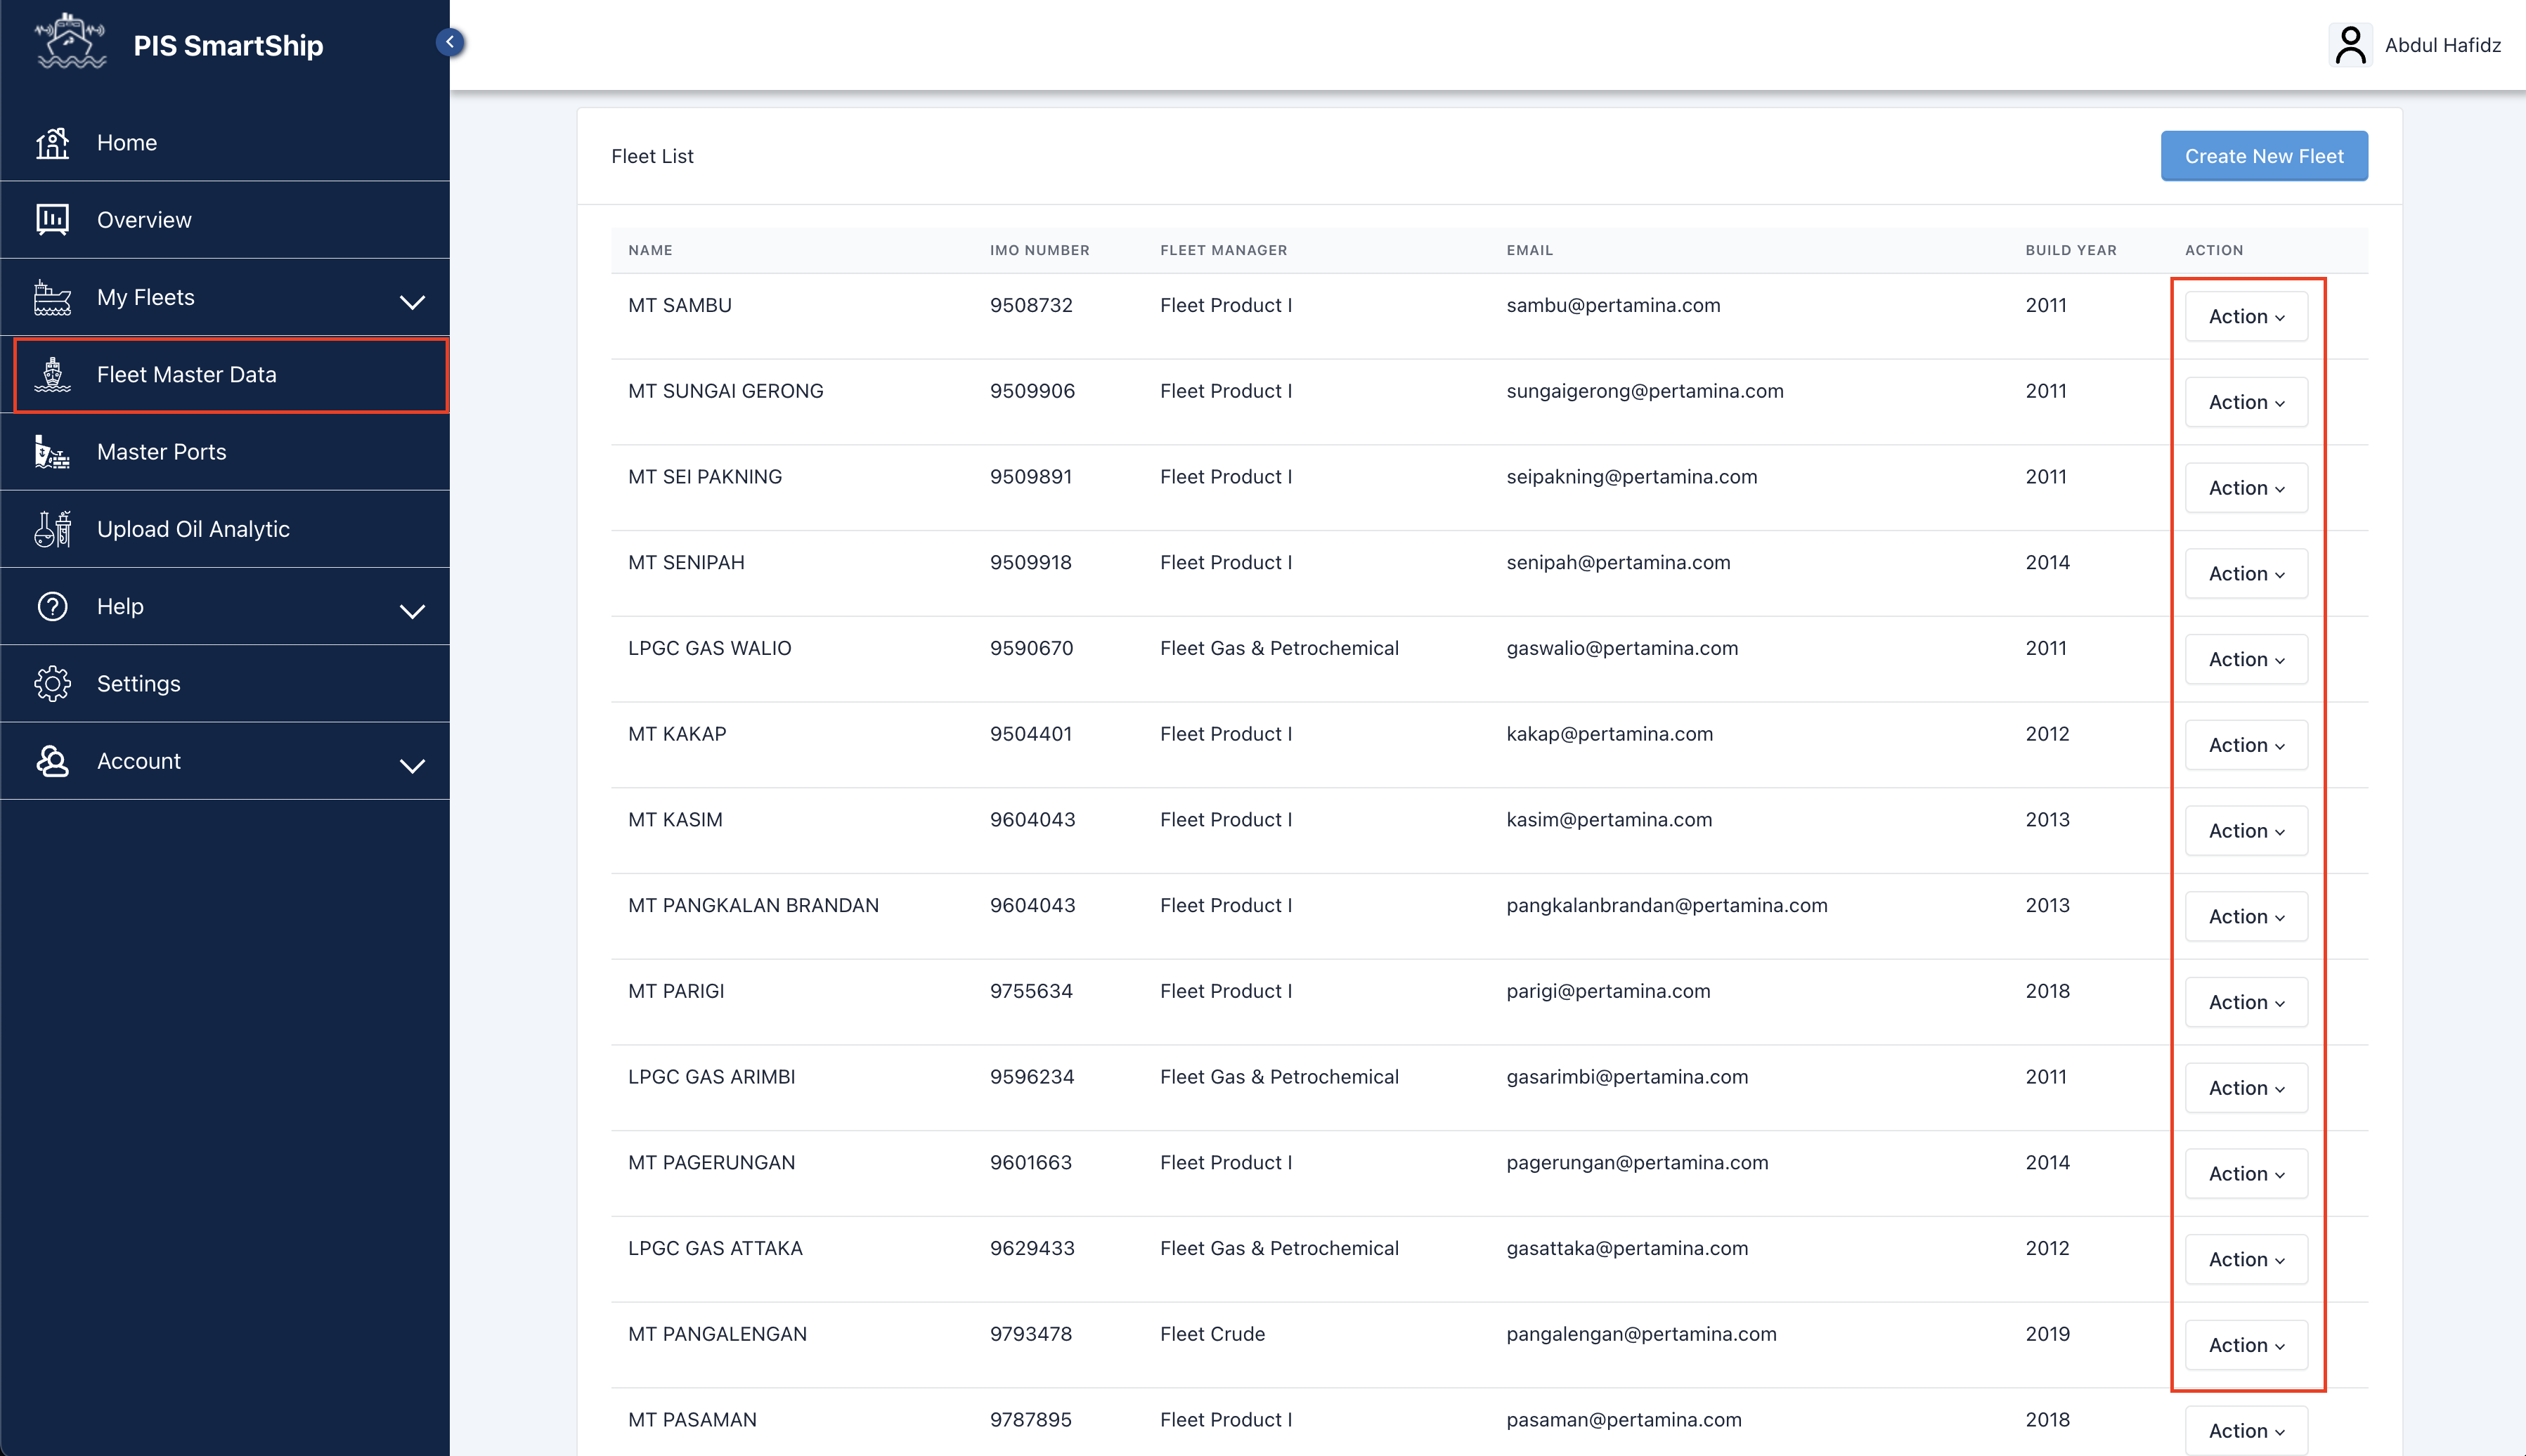 PIS SmartShip
Abdul Hafidz
Home
Overview
My Fleets
Fleet Master Data
Master Ports
Upload Oil Analytic
Help
Settings
Account
Fleet List
Create New Fleet
NAME IMO NUMBER FLEET MANAGER EMAIL BUILD YEAR ACTION
MT SAMBU 9508732 Fleet Product I sambu@pertamina.com 2011 Action
MT SUNGAI GERONG 9509906 Fleet Product I sungaigerong@pertamina.com 2011 Action
MT SEI PAKNING 9509891 Fleet Product I seipakning@pertamina.com 2011 Action
MT SENIPAH 9509918 Fleet Product I senipah@pertamina.com 2014 Action
LPGC GAS WALIO 9590670 Fleet Gas & Petrochemical gaswalio@pertamina.com 2011 Action
MT KAKAP 9504401 Fleet Product I kakap@pertamina.com 2012 Action
MT KASIM 9604043 Fleet Product I kasim@pertamina.com 2013 Action
MT PANGKALAN BRANDAN 9604043 Fleet Product I pangkalanbrandan@pertamina.com 2013 Action
MT PARIGI 9755634 Fleet Product I parigi@pertamina.com 2018 Action
LPGC GAS ARIMBI 9596234 Fleet Gas & Petrochemical gasarimbi@pertamina.com 2011 Action
MT PAGERUNGAN 9601663 Fleet Product I pagerungan@pertamina.com 2014 Action
LPGC GAS ATTAKA 9629433 Fleet Gas & Petrochemical gasattaka@pertamina.com 2012 Action
MT PANGALENGAN 9793478 Fleet Crude pangalengan@pertamina.com 2019 Action
MT PASAMAN 9787895 Fleet Product I pasaman@pertamina.com 2018 Action